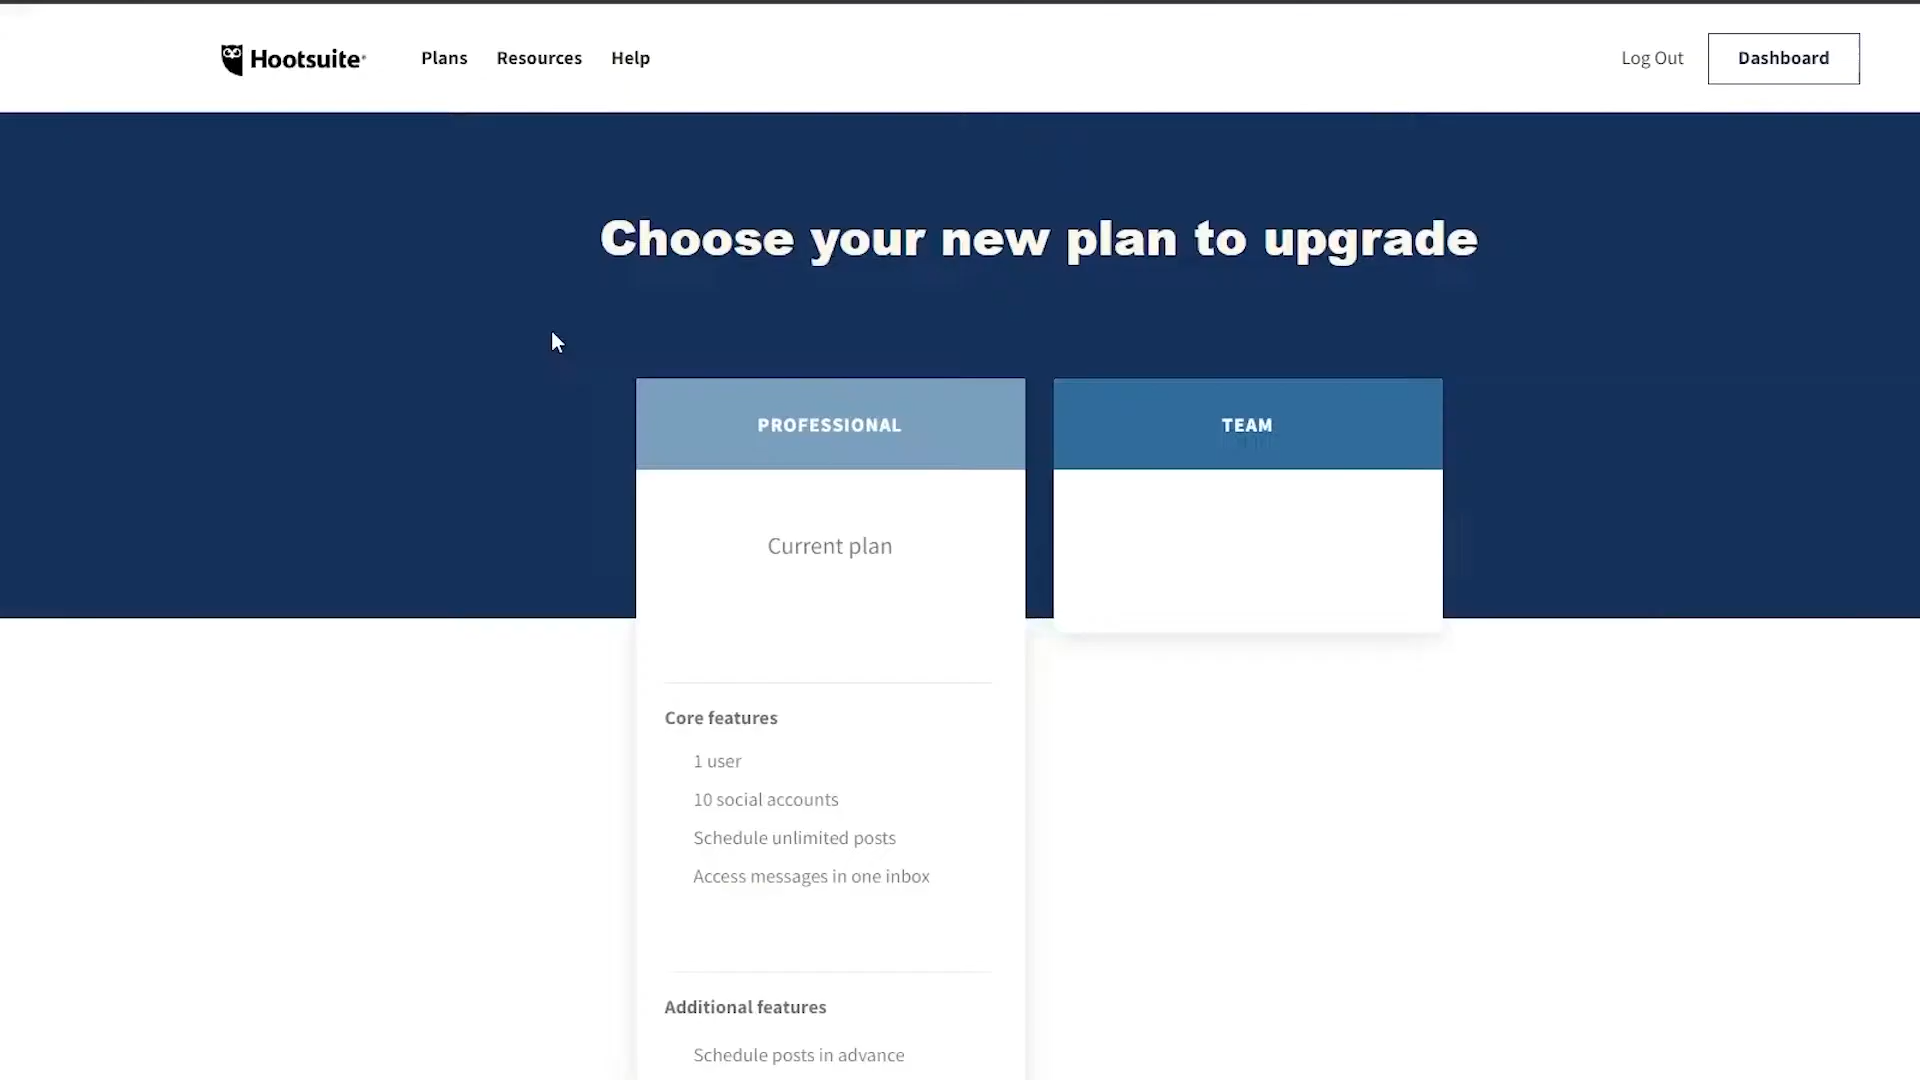 Hootsuite
Plans
Resources
Help
Log Out
Dashboard
Choose your new plan to upgrade
PROFESSIONAL
Current plan
Core features
1 user
10 social accounts
Schedule unlimited posts
Access messages in one inbox
Additional features
Schedule posts in advance
TEAM